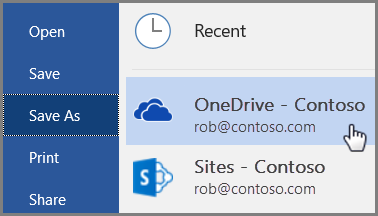 Open
Save
Save As
Print
Share
Recent
OneDrive - Contoso
rob@contoso.com
Sites - Contoso
rob@contoso.com